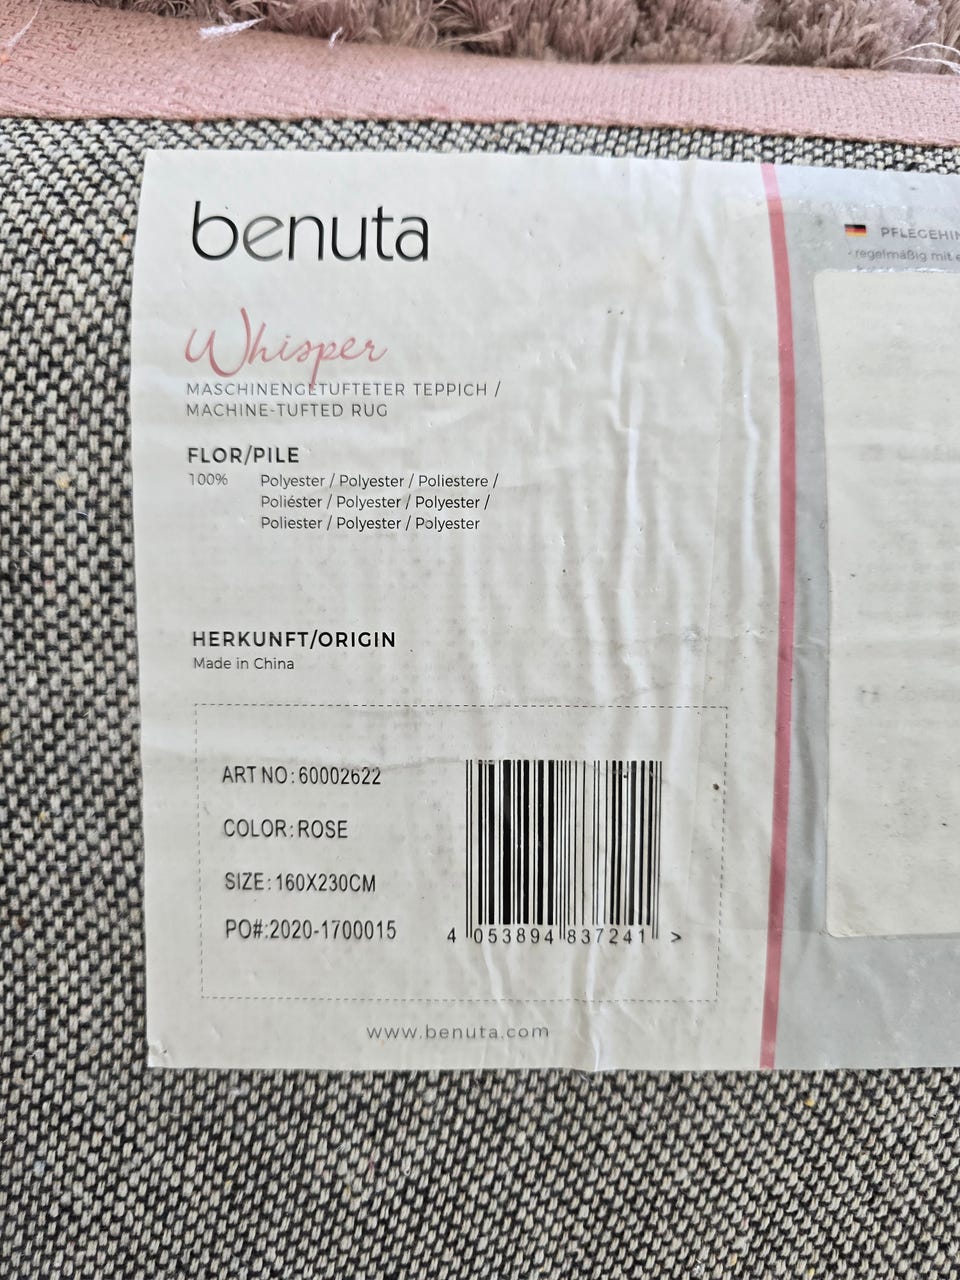 benuta
Whisper
MASCHINENGETUFTETER TEPPICH /
MACHINE-TUFTED RUG
FLOR/PILE
100% Polyester / Polyester / Poliestere /
Poliéster / Polyester / Polyester /
Poliester / Polyester / Polyester
HERKUNFT/ORIGIN
Made in China
ART NO: 60002622
COLOR: ROSE
SIZE: 160X230CM
PO#:2020-1700015
4 053894 837241 >
www.benuta.com
regelmäßig mit